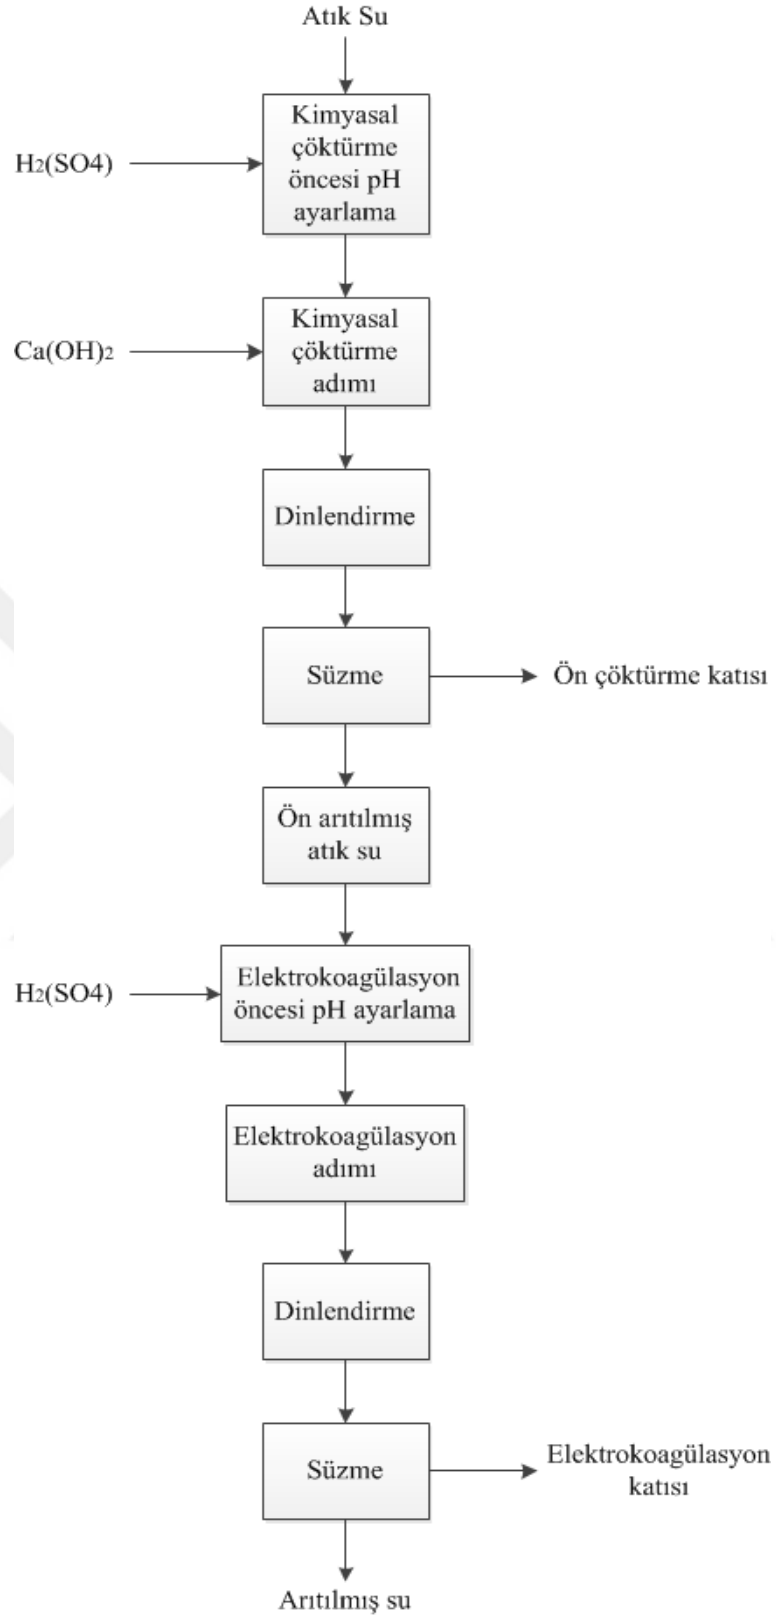 Atık Su
Kimyasal
çöktürme
öncesi pH
ayarlama
H2(SO4)
Kimyasal
çöktürme
adımı
Ca(OH)2
Dinlendirme
Süzme
Ön çöktürme katısı
Ön arıtılmış
atık su
H2(SO4)
Elektrokoagülasyon
öncesi pH ayarlama
Elektrokoagülasyon
adımı
Dinlendirme
Süzme
Elektrokoagülasyon
katısı
Arıtılmış su